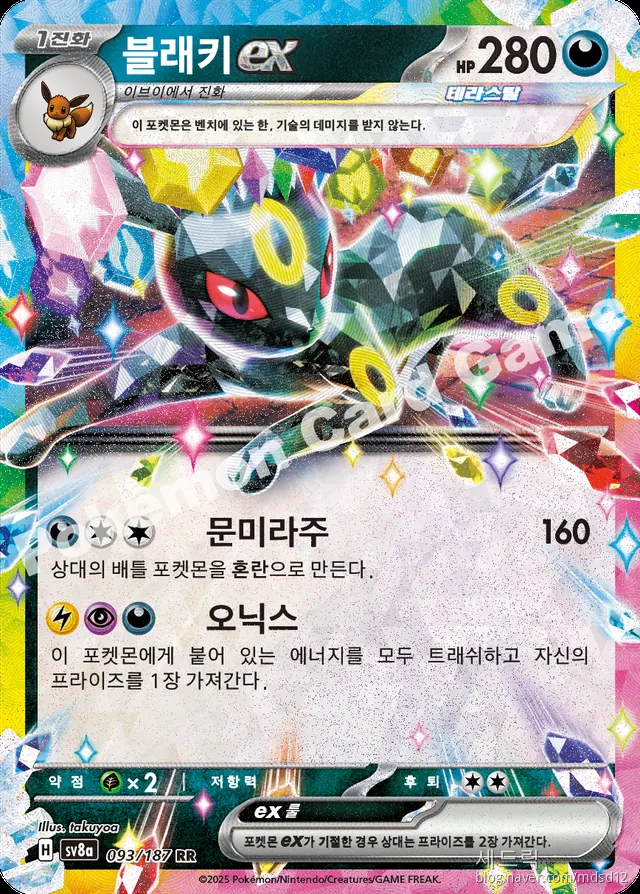 1진화
블래키 ex
HP 280
이브이에서 진화
테라스탈
이 포켓몬은 벤치에 있는 한, 기술의 데미지를 받지 않는다.
Pokémon Card Game
문미라주 160
상대의 배틀 포켓몬을 혼란으로 만든다.
오닉스
이 포켓몬에게 붙어 있는 에너지를 모두 트래쉬하고 자신의
프라이즈를 1장 가져간다.
약점 ×2 저항력 후퇴
Illus. takuyoa
ex 룰
포켓몬 ex가 기절한 경우 상대는 프라이즈를 2장 가져간다.
H sv8a 093/187 RR
세드릭
blog.naver.com/mdsd12
©2025 Pokémon/Nintendo/Creatures/GAME FREAK.